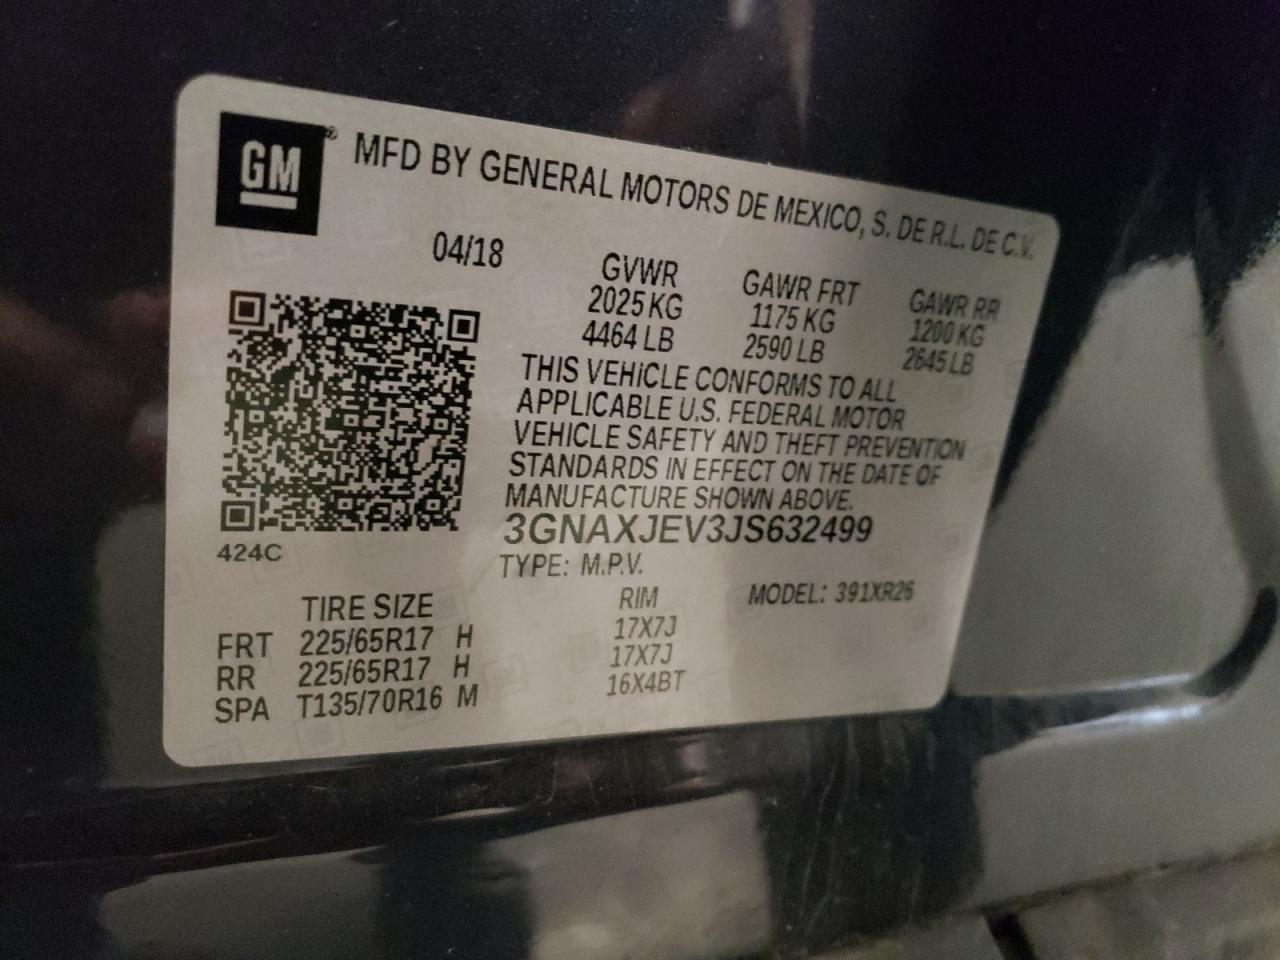 GM® MFD BY GENERAL MOTORS DE MEXICO, S. DE R.L. DE C.V.
04/18
GVWR GAWR FRT GAWR RR
2025 KG 1175 KG 1200 KG
4464 LB 2590 LB 2645 LB
THIS VEHICLE CONFORMS TO ALL
APPLICABLE U.S. FEDERAL MOTOR
VEHICLE SAFETY AND THEFT PREVENTION
STANDARDS IN EFFECT ON THE DATE OF
MANUFACTURE SHOWN ABOVE.
3GNAXJEV3JS632499
424C
TYPE: M.P.V. MODEL: 391XR26
TIRE SIZE RIM
FRT 225/65R17 H 17X7J
RR 225/65R17 H 17X7J
SPA T135/70R16 M 16X4BT